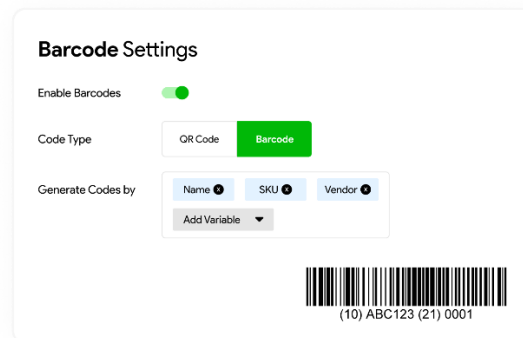 Barcode Settings
Enable Barcodes
Code Type QR Code Barcode
Generate Codes by Name SKU Vendor
Add Variable
(10) ABC123 (21) 0001